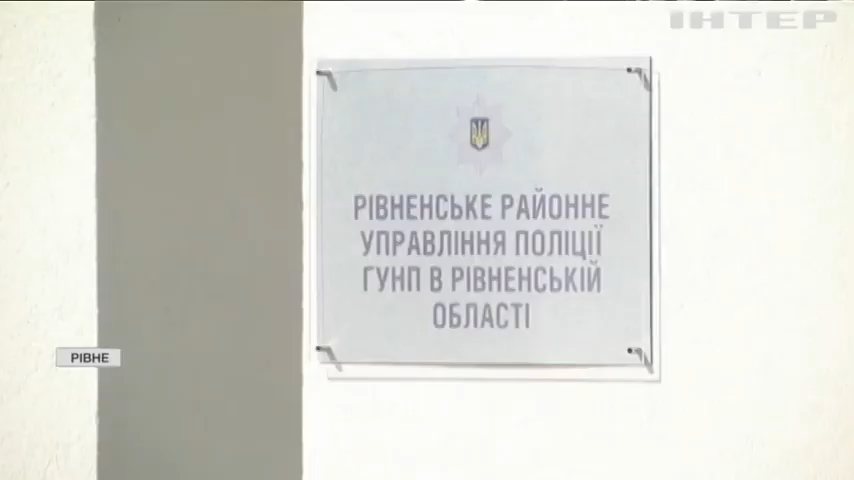 ІНТЕР
РІВНЕНСЬКЕ РАЙОННЕ
УПРАВЛІННЯ ПОЛІЦІЇ
ГУНП В РІВНЕНСЬКІЙ
ОБЛАСТІ
РІВНЕ